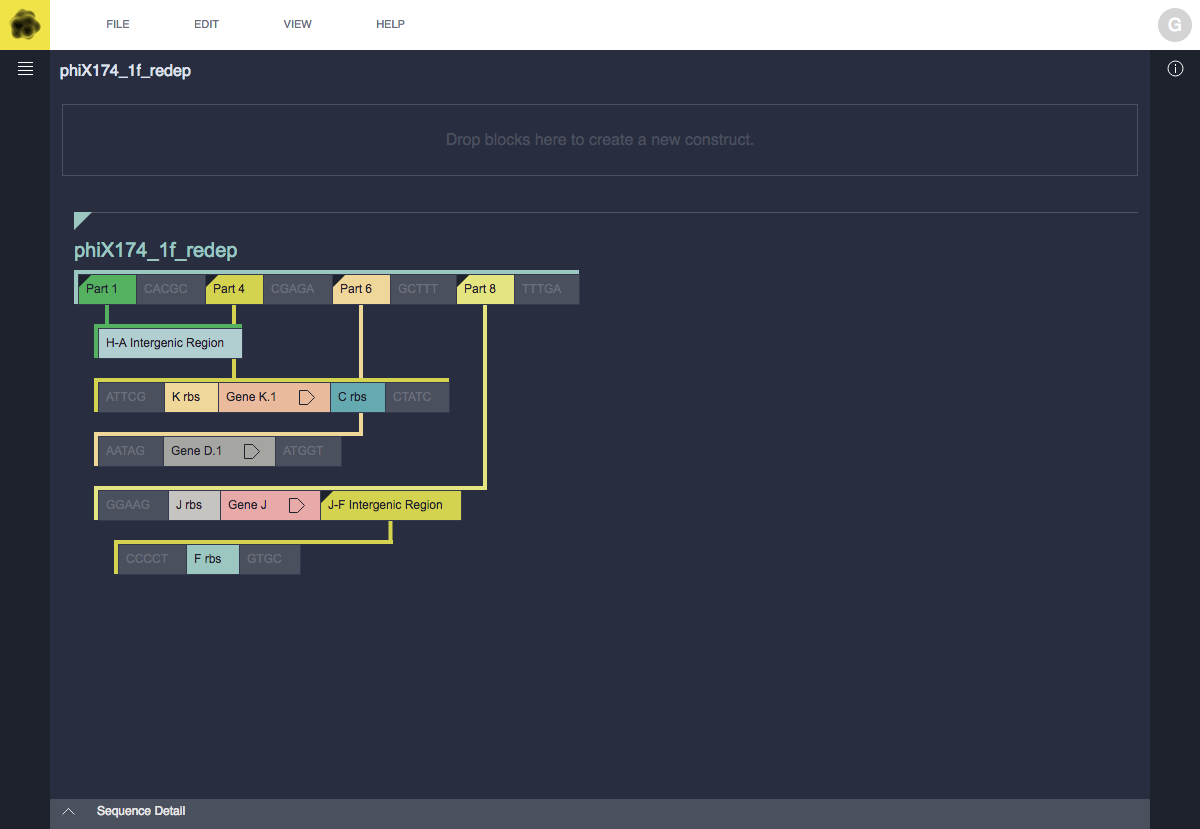 FILE EDIT VIEW HELP G
phiX174_1f_redep
Drop blocks here to create a new construct.
phiX174_1f_redep
Part 1 CACGC Part 4 CGAGA Part 6 GCTTT Part 8 TTTGA
H-A Intergenic Region
ATTCG K rbs Gene K.1 C rbs CTATC
AATAG Gene D.1 ATGGT
GGAAG J rbs Gene J J-F Intergenic Region
CCCCT F rbs GTGC
Sequence Detail